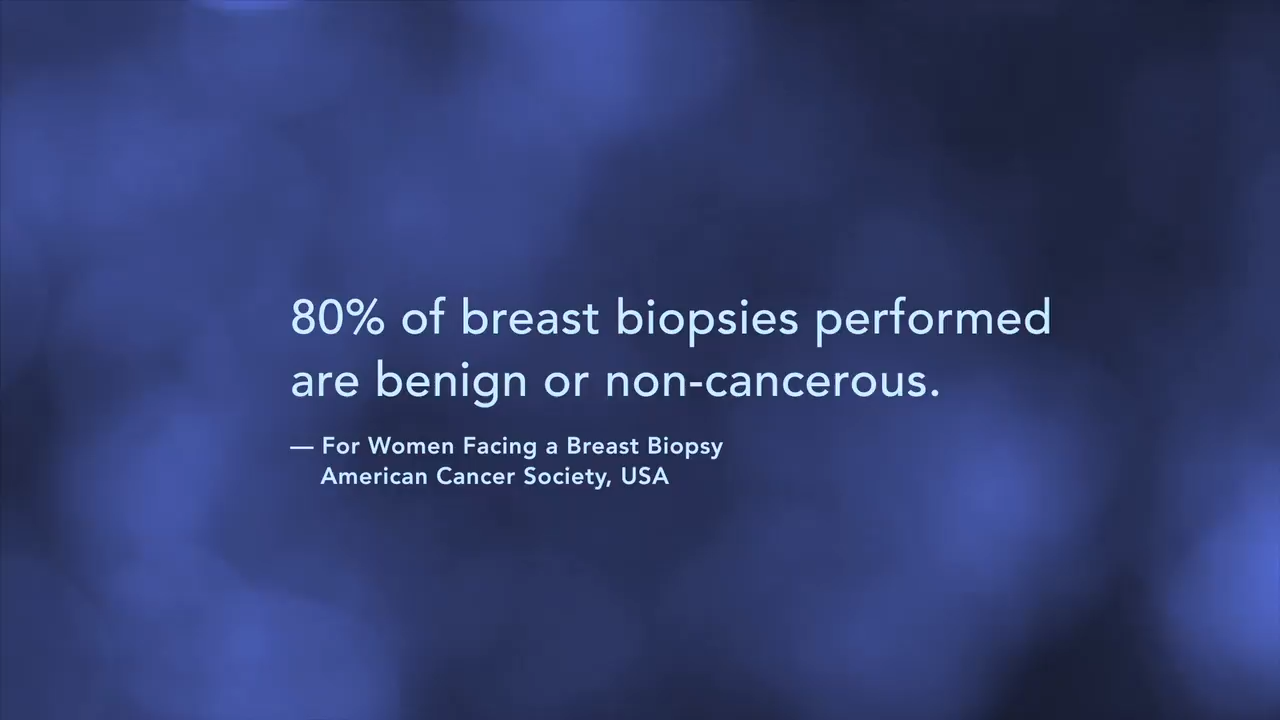 80% of breast biopsies performed
are benign or non-cancerous.
— For Women Facing a Breast Biopsy
American Cancer Society, USA